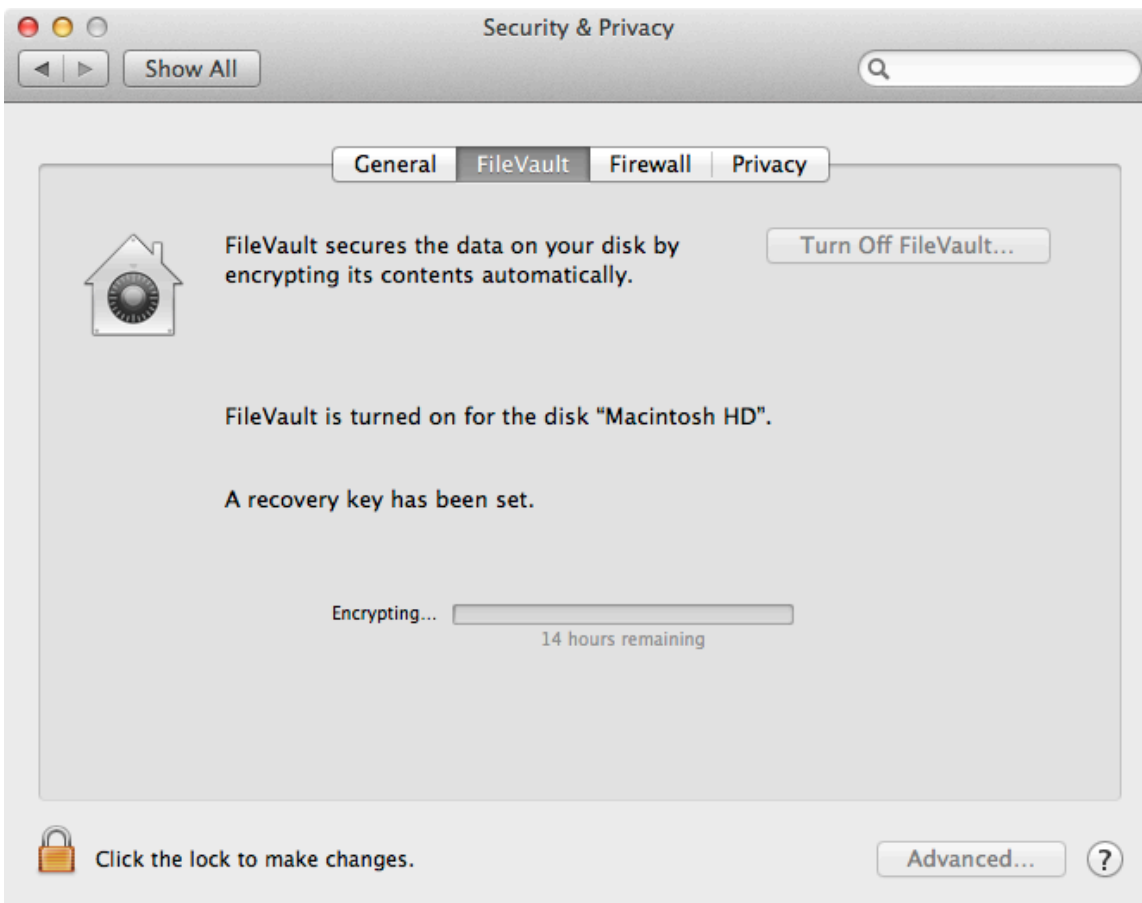 Security & Privacy
Show All
General FileVault Firewall Privacy
FileVault secures the data on your disk by
encrypting its contents automatically.
Turn Off FileVault...
FileVault is turned on for the disk “Macintosh HD”.
A recovery key has been set.
Encrypting...
14 hours remaining
Click the lock to make changes.
Advanced... ?